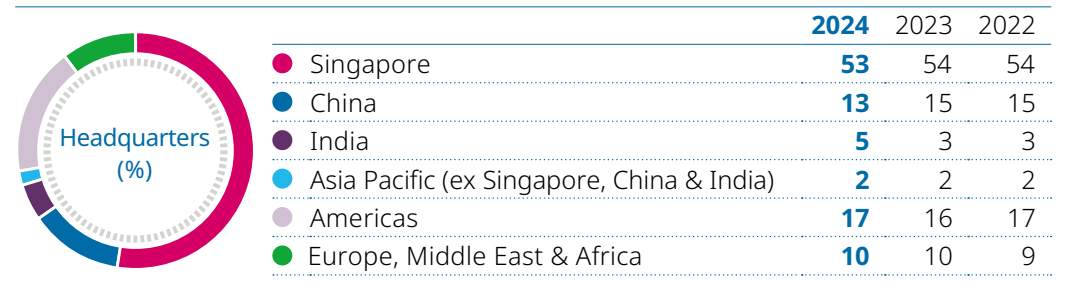 Headquarters
(%)
2024 2023 2022
Singapore 53 54 54
China 13 15 15
India 5 3 3
Asia Pacific (ex Singapore, China & India) 2 2 2
Americas 17 16 17
Europe, Middle East & Africa 10 10 9